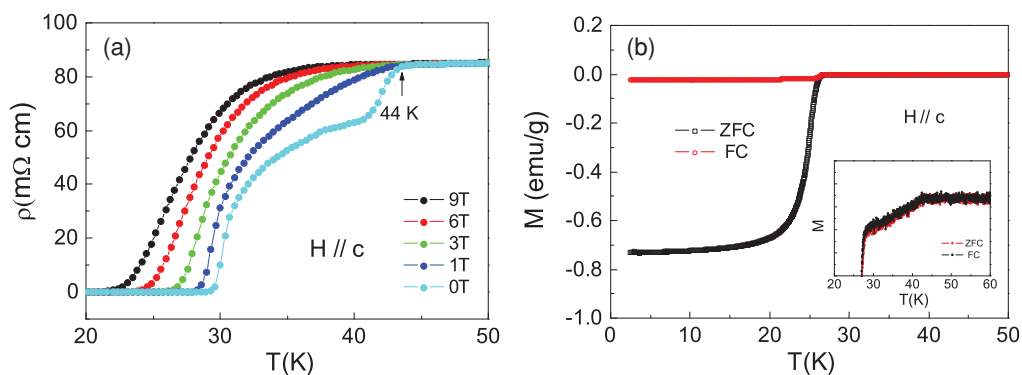 (a)
ρ(mΩ cm)
100
80
60
40
20
0
44 K
H // c
9T
6T
3T
1T
0T
20
30
40
50
T(K)
(b)
M (emu/g)
0.2
0.0
-0.2
-0.4
-0.6
-0.8
-1.0
ZFC
FC
H // c
M
ZFC
FC
20
30
40
50
60
T(K)
0
10
20
30
40
50
T(K)